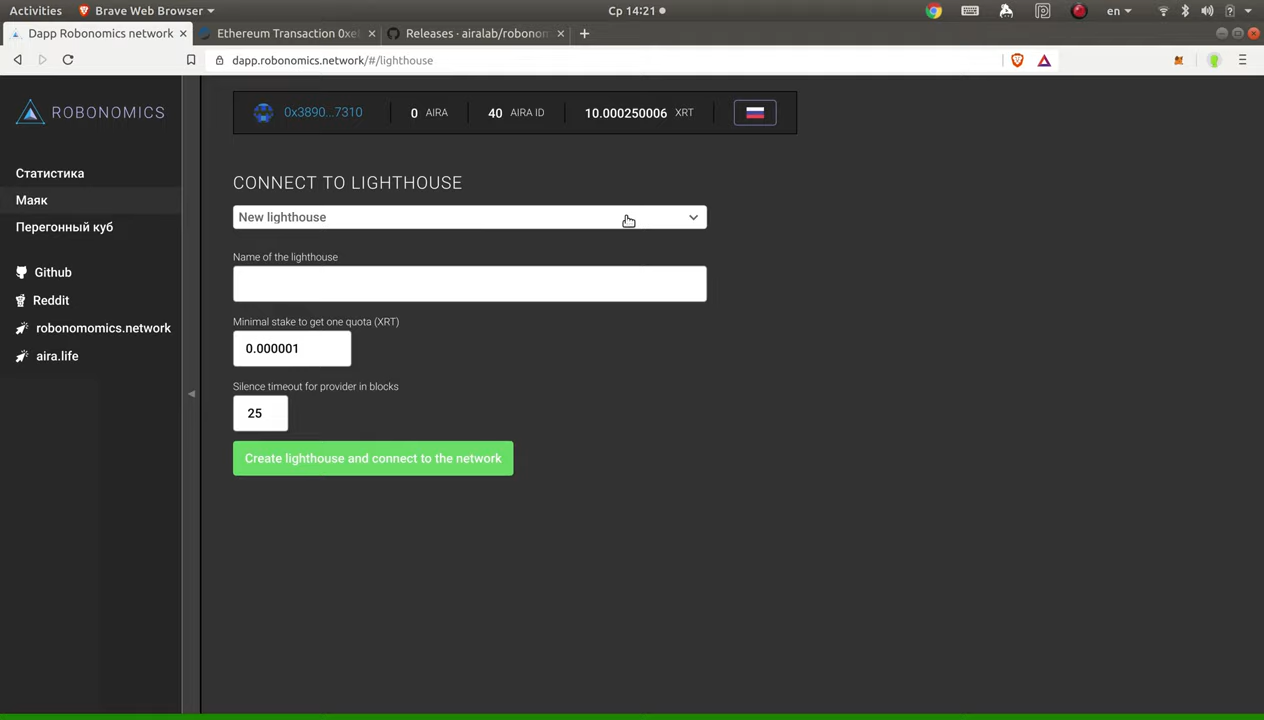 Activities
Brave Web Browser
Ср 14:21
en
Dapp Robonomics network
Ethereum Transaction 0xe
Releases · airalab/robonom
dapp.robonomics.network/#/lighthouse
ROBONOMICS
0x3890...7310
0 AIRA
40 AIRA ID
10.000250006 XRT
Статистика
Маяк
Перегонный куб
Github
Reddit
robonomomics.network
aira.life
CONNECT TO LIGHTHOUSE
New lighthouse
Name of the lighthouse
Minimal stake to get one quota (XRT)
0.000001
Silence timeout for provider in blocks
25
Create lighthouse and connect to the network